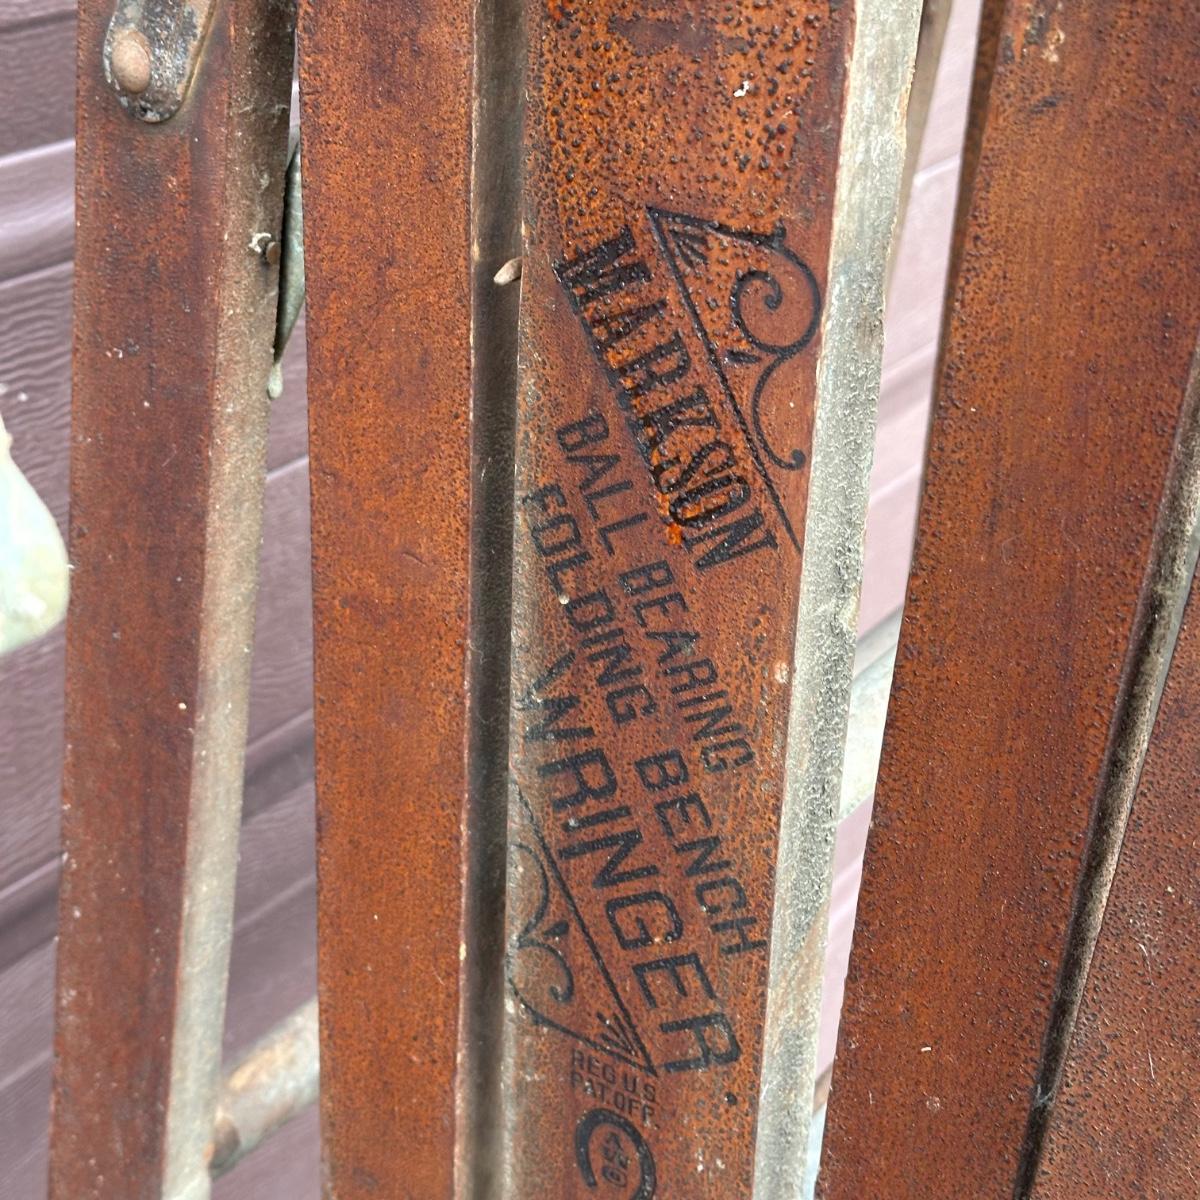 MARKSON
BALL BEARING
FOLDING BENCH
WRINGER
REG U.S
PAT. OFF